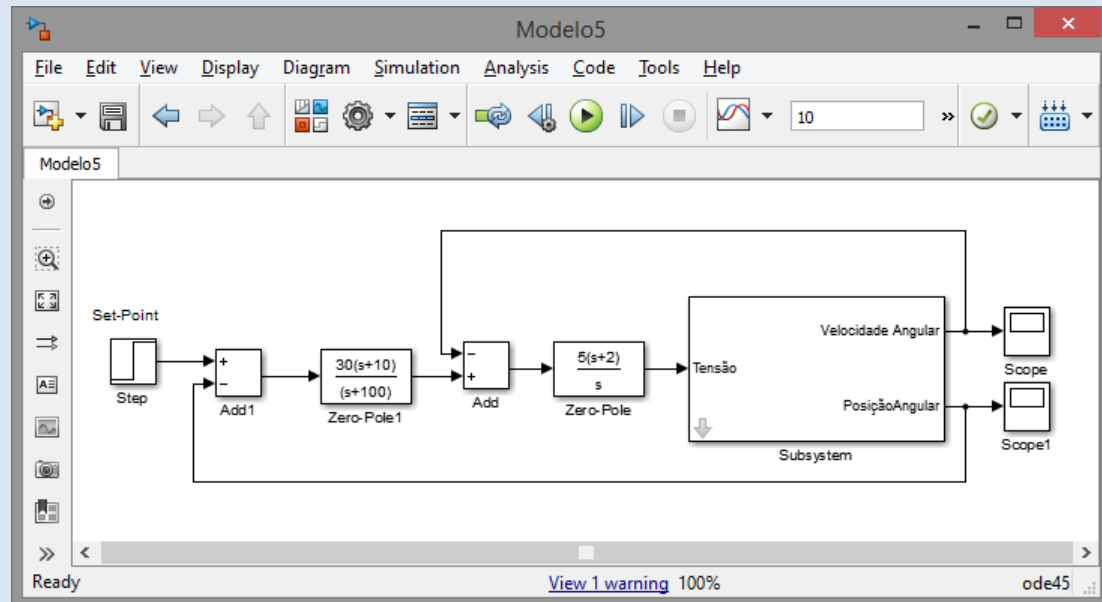 Modelo5
File Edit View Display Diagram Simulation Analysis Code Tools Help
10
»
Modelo5
Set-Point
Step
+
−
Add1
30(s+10)
(s+100)
Zero-Pole1
−
+
Add
5(s+2)
s
Zero-Pole
Tensão
Velocidade Angular
PosiçãoAngular
Subsystem
Scope
Scope1
Ready View 1 warning 100% ode45